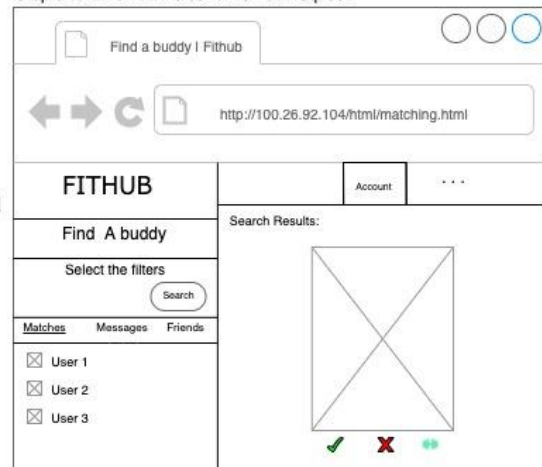 Find a buddy | Fithub
http://100.26.92.104/html/matching.html
FITHUB
Find A buddy
Select the filters
Search
Matches Messages Friends
User 1
User 2
User 3
Account ...
Search Results: